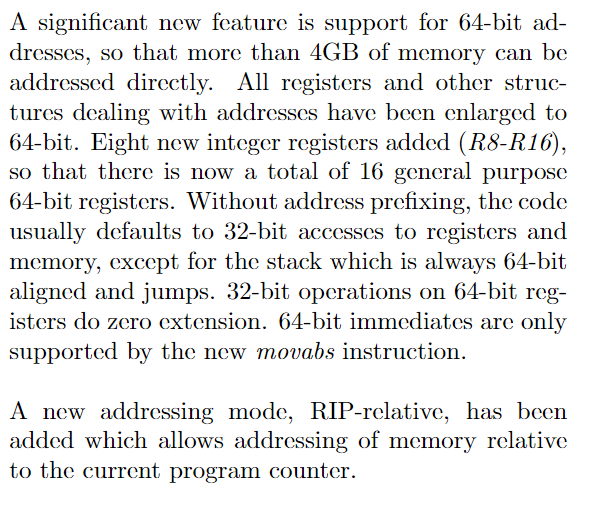 A significant new feature is support for 64-bit ad-
dresses, so that more than 4GB of memory can be
addressed directly. All registers and other struc-
tures dealing with addresses have been enlarged to
64-bit. Eight new integer registers added (R8-R16),
so that there is now a total of 16 general purpose
64-bit registers. Without address prefixing, the code
usually defaults to 32-bit accesses to registers and
memory, except for the stack which is always 64-bit
aligned and jumps. 32-bit operations on 64-bit reg-
isters do zero extension. 64-bit immediates are only
supported by the new movabs instruction.
A new addressing mode, RIP-relative, has been
added which allows addressing of memory relative
to the current program counter.